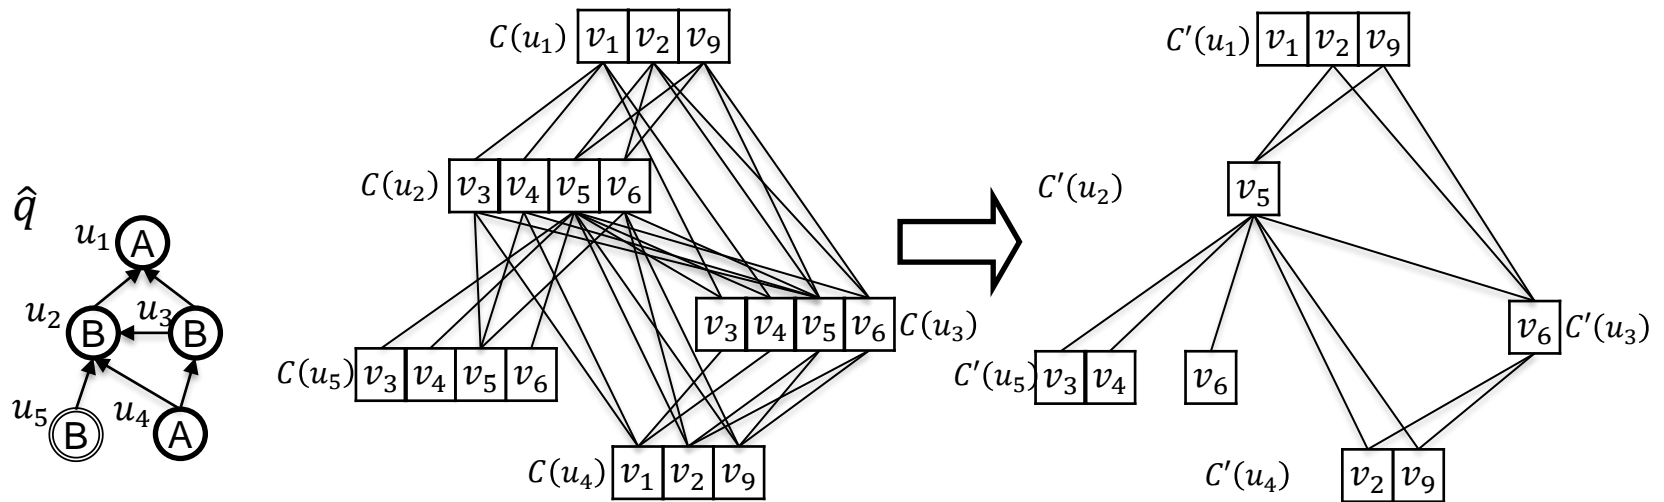 q̂
u₁ A
u₂ B u₃ B
u₅ B u₄ A
C(u₁) v₁ v₂ v₉
C(u₂) v₃ v₄ v₅ v₆
v₃ v₄ v₅ v₆ C(u₃)
C(u₅) v₃ v₄ v₅ v₆
C(u₄) v₁ v₂ v₉
C′(u₁) v₁ v₂ v₉
C′(u₂) v₅
v₆ C′(u₃)
C′(u₅) v₃ v₄ v₆
C′(u₄) v₂ v₉